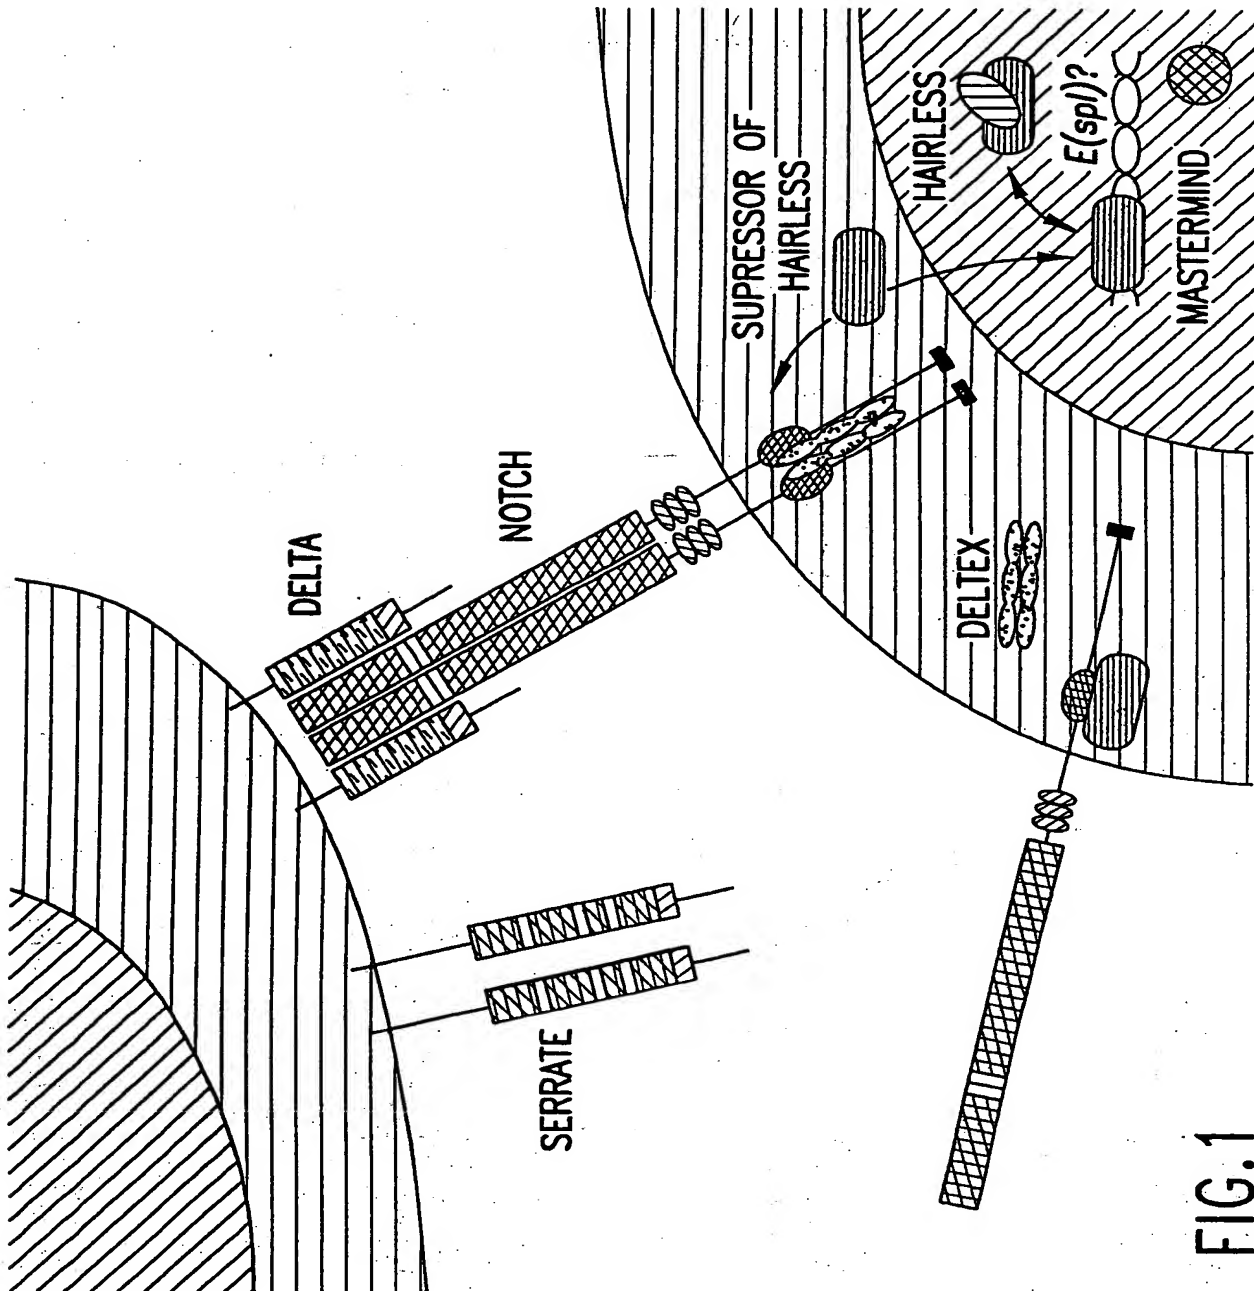 SERRATE
DELTA
NOTCH
SUPRESSOR OF
HAIRLESS
DELTEX
HAIRLESS
E(spl)?
MASTERMIND
FIG.1